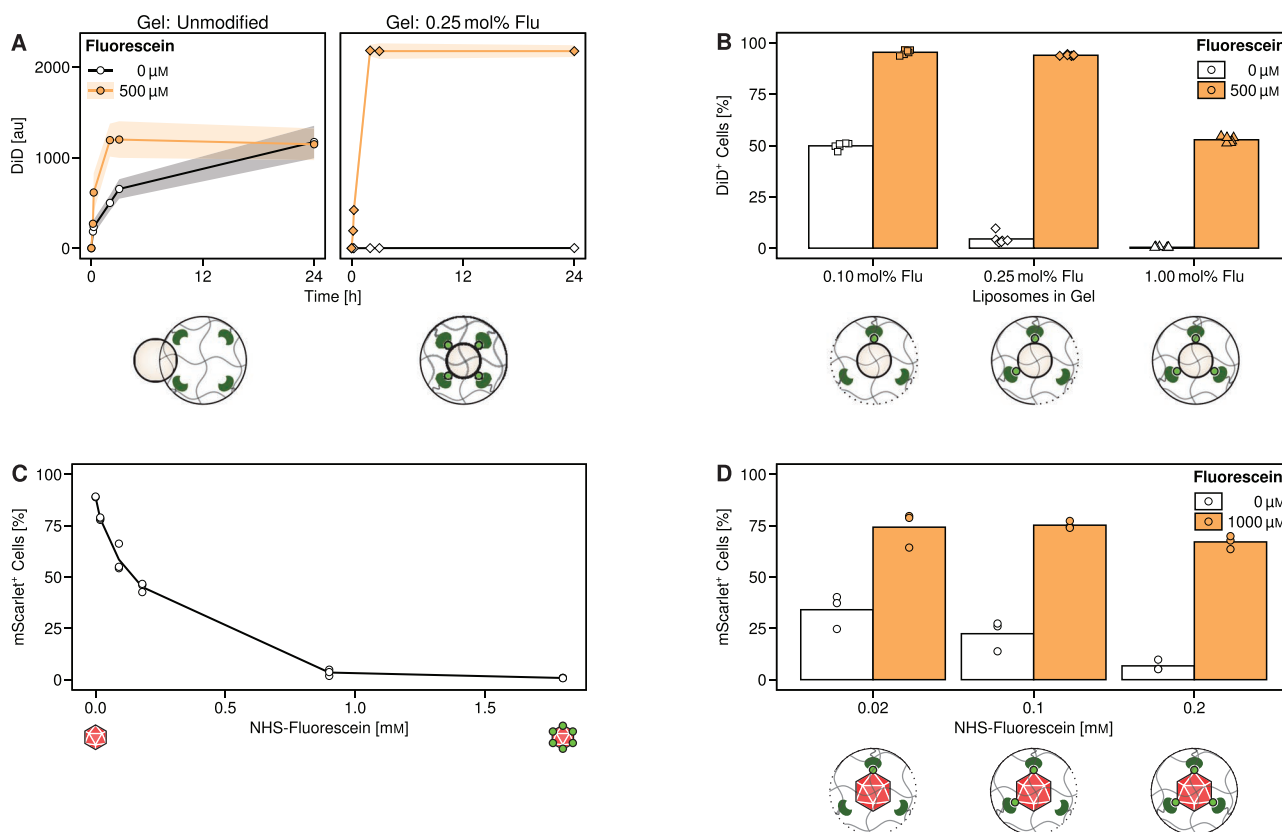 A
Gel: Unmodified
Gel: 0.25 mol% Flu
Fluorescein
0 µM
500 µM
DiD [au]
2000
1000
0
0 12 24
0 12 24
Time [h]
B
Fluorescein
0 µM
500 µM
DiD⁺ Cells [%]
100
75
50
25
0
0.10 mol% Flu 0.25 mol% Flu 1.00 mol% Flu
Liposomes in Gel
C
mScarlet⁺ Cells [%]
100
75
50
25
0
0.0 0.5 1.0 1.5
NHS-Fluorescein [mM]
D
Fluorescein
0 µM
1000 µM
mScarlet⁺ Cells [%]
100
75
50
25
0
0.02 0.1 0.2
NHS-Fluorescein [mM]